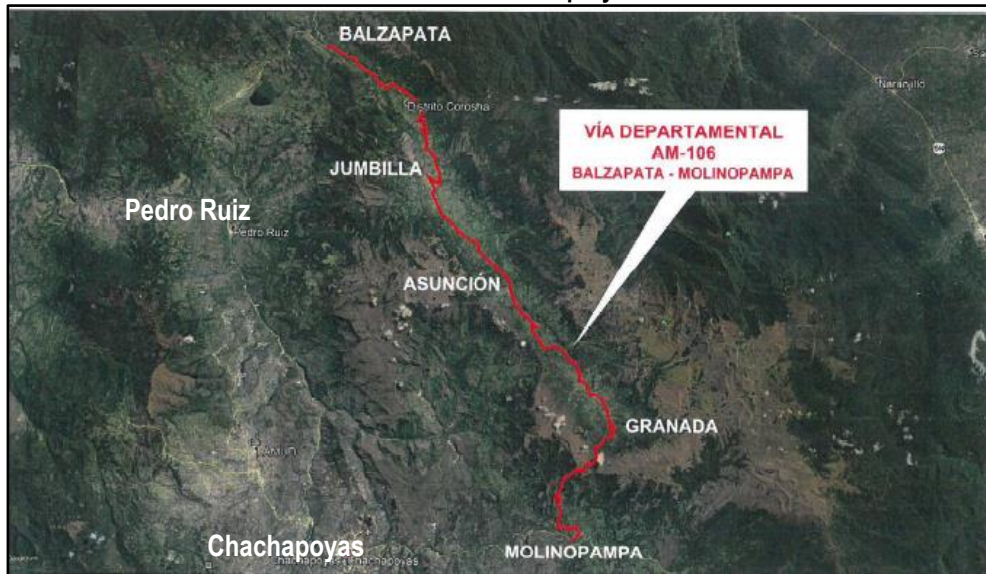 BALZAPATA
Distrito Corosha
Naranjillo
VÍA DEPARTAMENTAL
AM-106
BALZAPATA - MOLINOPAMPA
JUMBILLA
Pedro Ruiz
Pedro Ruiz
ASUNCIÓN
GRANADA
LAMUD
Chachapoyas
MOLINOPAMPA